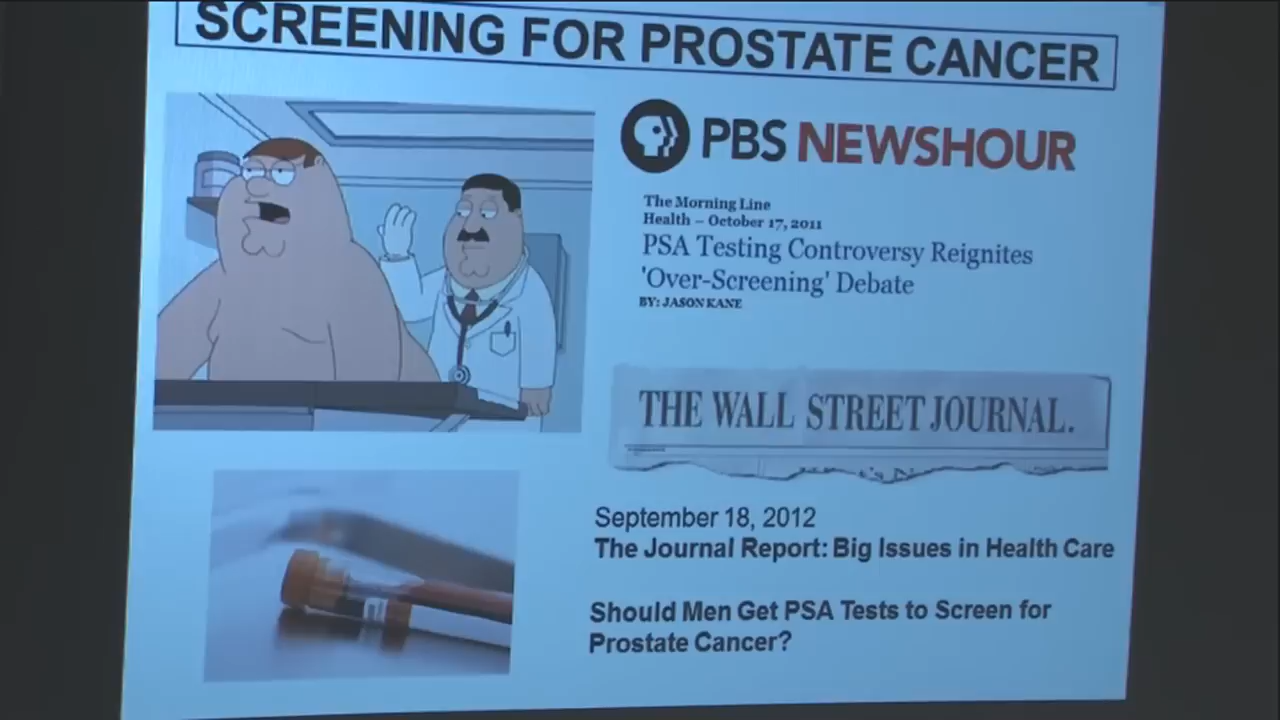 SCREENING FOR PROSTATE CANCER
PBS NEWSHOUR
The Morning Line
Health – October 17, 2011
PSA Testing Controversy Reignites
'Over-Screening' Debate
BY: JASON KANE
THE WALL STREET JOURNAL.
September 18, 2012
The Journal Report: Big Issues in Health Care
Should Men Get PSA Tests to Screen for
Prostate Cancer?